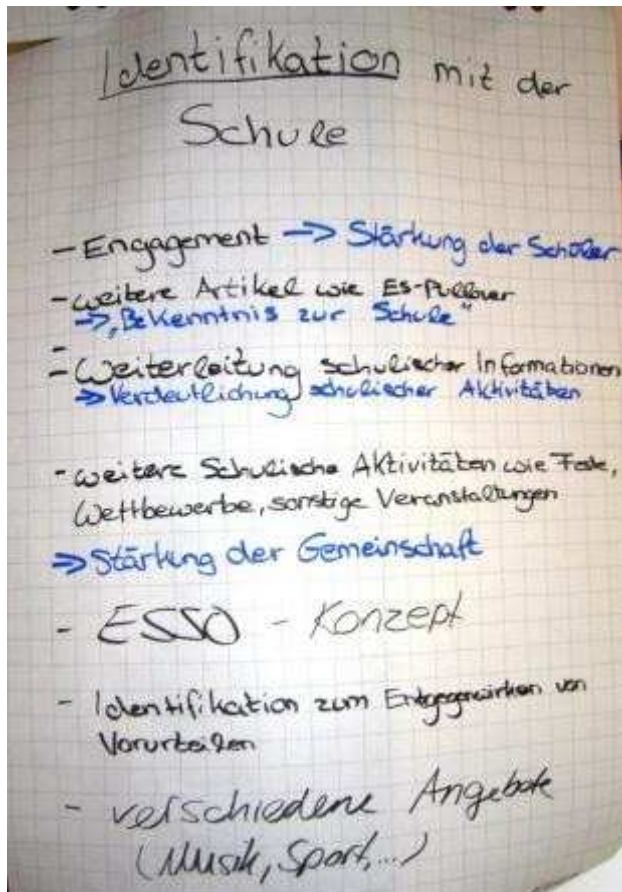 Identifikation mit der
Schule
- Engagement -> Stärkung der Schüler
- weitere Artikel wie ES-Pullover
-> „Bekenntnis zur Schule"
-
- Weiterleitung schulischer Informationen
=> Verdeutlichung schulischer Aktivitäten
- weitere Schulische Aktivitäten wie Feste,
Wettbewerbe, sonstige Veranstaltungen
=> Stärkung der Gemeinschaft
- ESSO - Konzept
- Identifikation zum Entgegenwirken von
Vorurteilen
- verschiedene Angebote
(Musik, Sport,...)